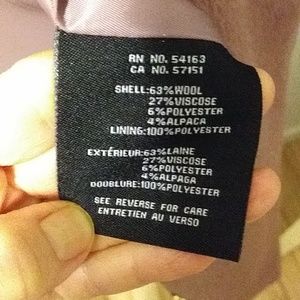 RN NO. 54163
CA NO. 57151
SHELL:63%WOOL
27%VISCOSE
6%POLYESTER
4%ALPACA
LINING:100%POLYESTER
EXTÉRIEUR:63%LAINE
27%VISCOSE
6%POLYESTER
4%ALPAGA
DOUBLURE:100%POLYESTER
SEE REVERSE FOR CARE
ENTRETIEN AU VERSO